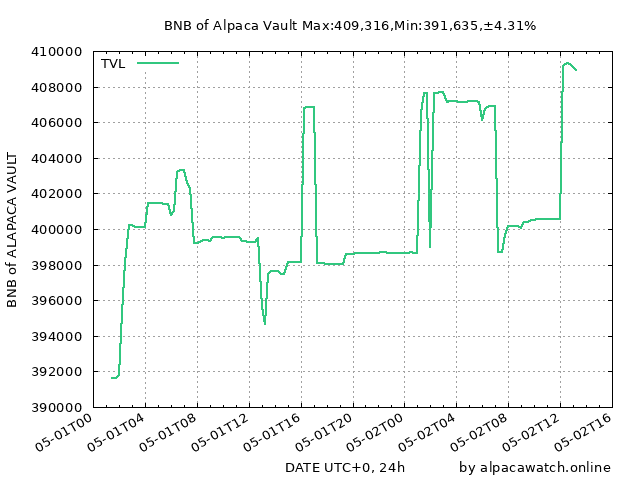 BNB of Alpaca Vault Max:409,316,Min:391,635,±4.31%
TVL
BNB of ALAPACA VAULT
410000
408000
406000
404000
402000
400000
398000
396000
394000
392000
390000
05-01T00
05-01T04
05-01T08
05-01T12
05-01T16
05-01T20
05-02T00
05-02T04
05-02T08
05-02T12
05-02T16
DATE UTC+0, 24h
by alpacawatch.online